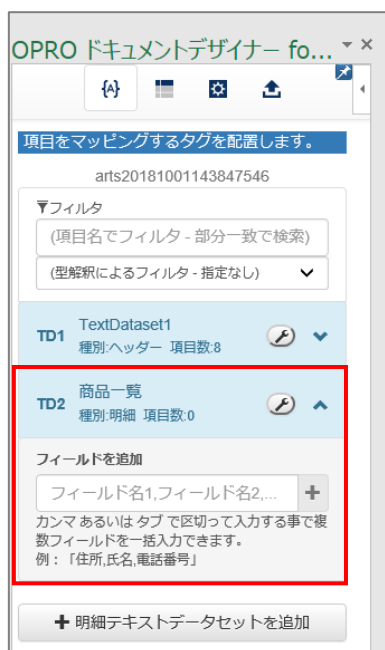 OPRO ドキュメントデザイナー fo...
{A}
項目をマッピングするタグを配置します。
arts20181001143847546
フィルタ
(項目名でフィルタ - 部分一致で検索)
(型解釈によるフィルタ - 指定なし)
TD1 TextDataset1
種別:ヘッダー 項目数:8
TD2 商品一覧
種別:明細 項目数:0
フィールドを追加
フィールド名1,フィールド名2,... +
カンマ あるいは タブ で区切って入力する事で複
数フィールドを一括入力できます。
例：「住所,氏名,電話番号」
+ 明細テキストデータセットを追加